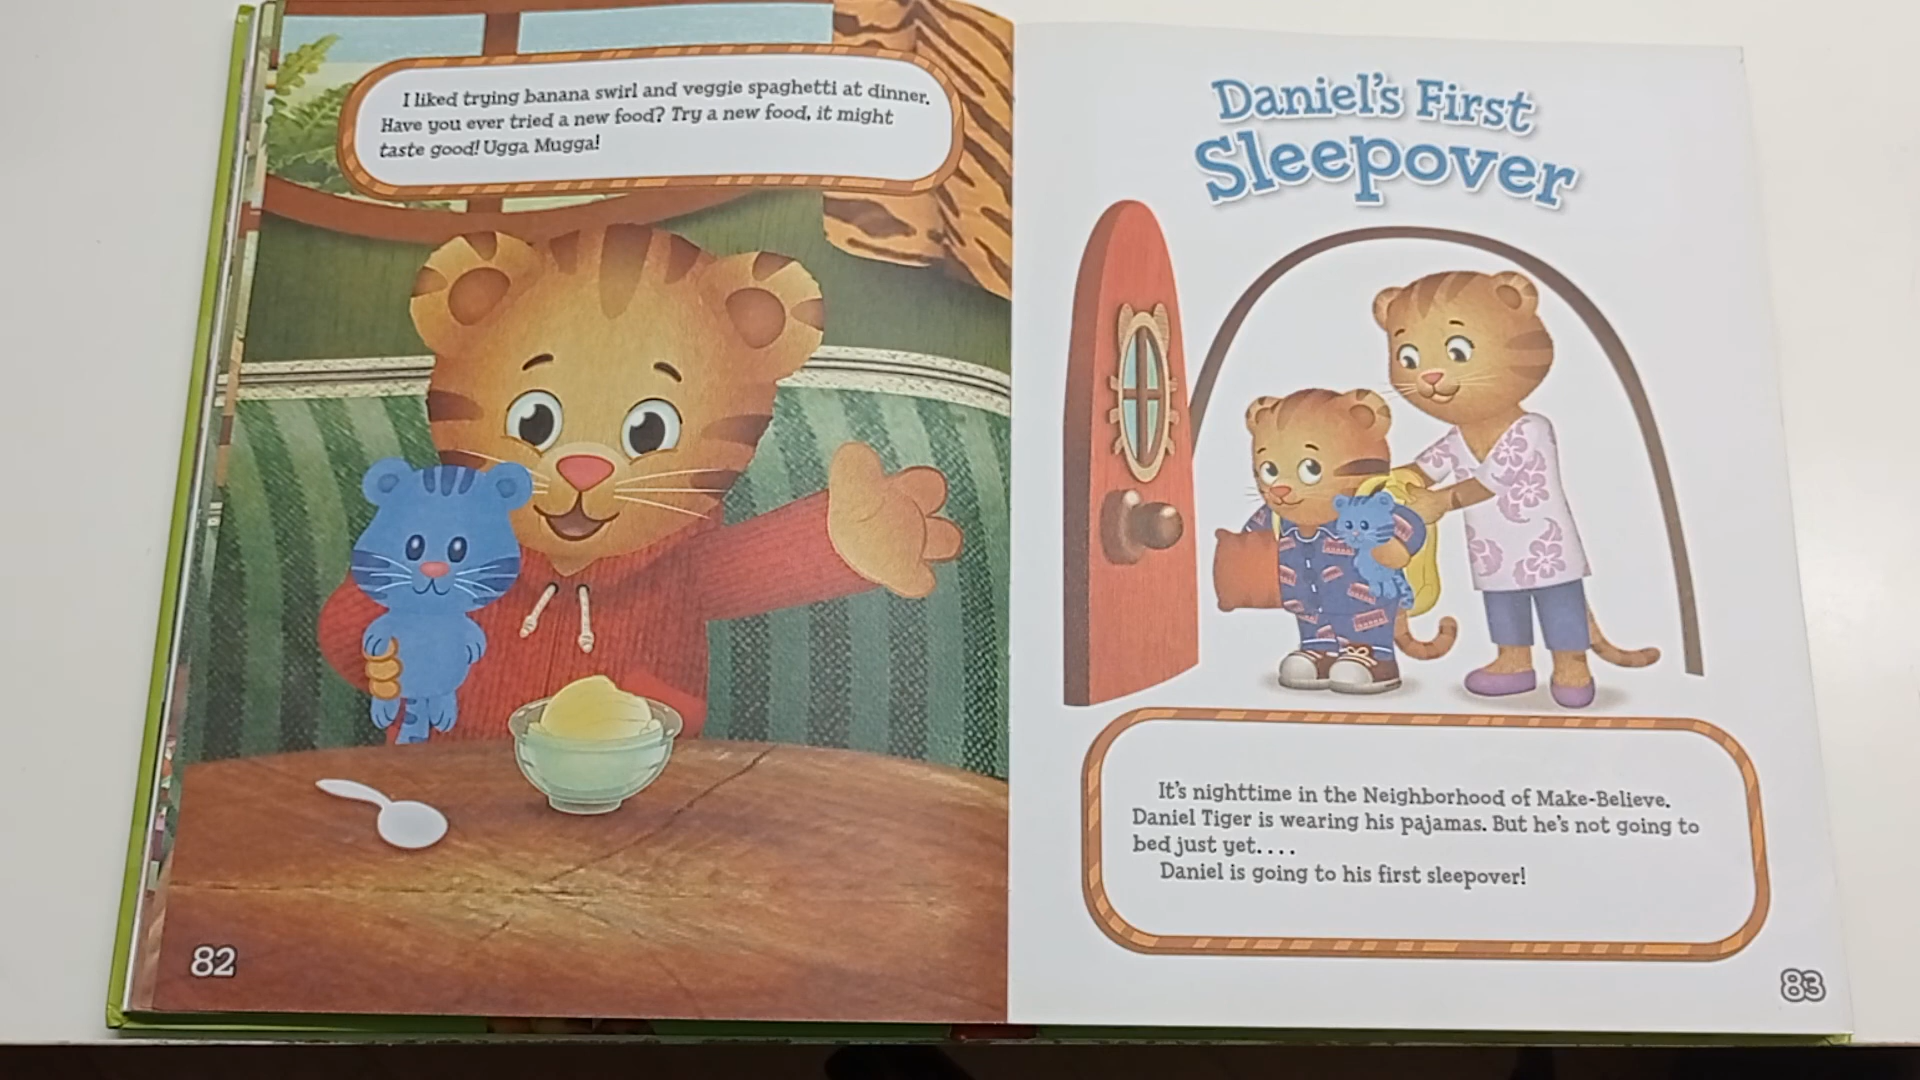 I liked trying banana swirl and veggie spaghetti at dinner.
Have you ever tried a new food? Try a new food, it might
taste good! Ugga Mugga!
82
Daniel's First
Sleepover
It's nighttime in the Neighborhood of Make-Believe.
Daniel Tiger is wearing his pajamas. But he's not going to
bed just yet....
Daniel is going to his first sleepover!
83